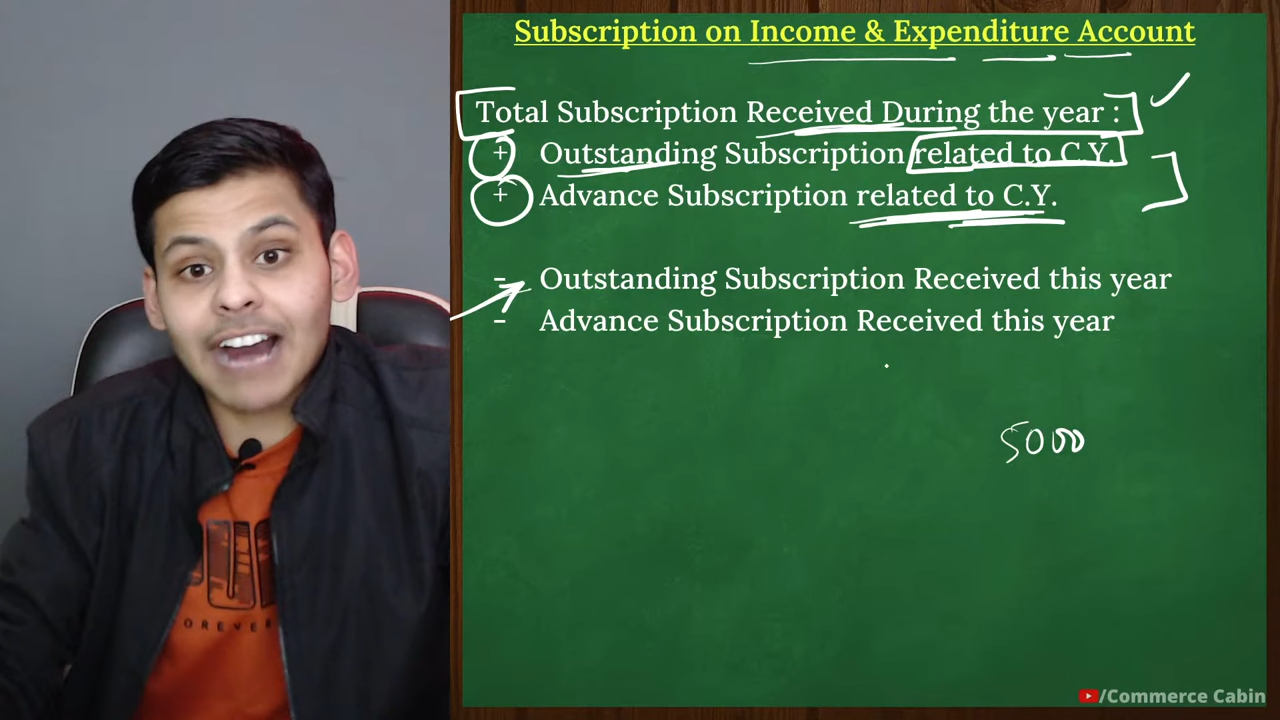 Subscription on Income & Expenditure Account
Total Subscription Received During the year :
+ Outstanding Subscription related to C.Y.
+ Advance Subscription related to C.Y.
- Outstanding Subscription Received this year
- Advance Subscription Received this year
5000
OREVER
/Commerce Cabin